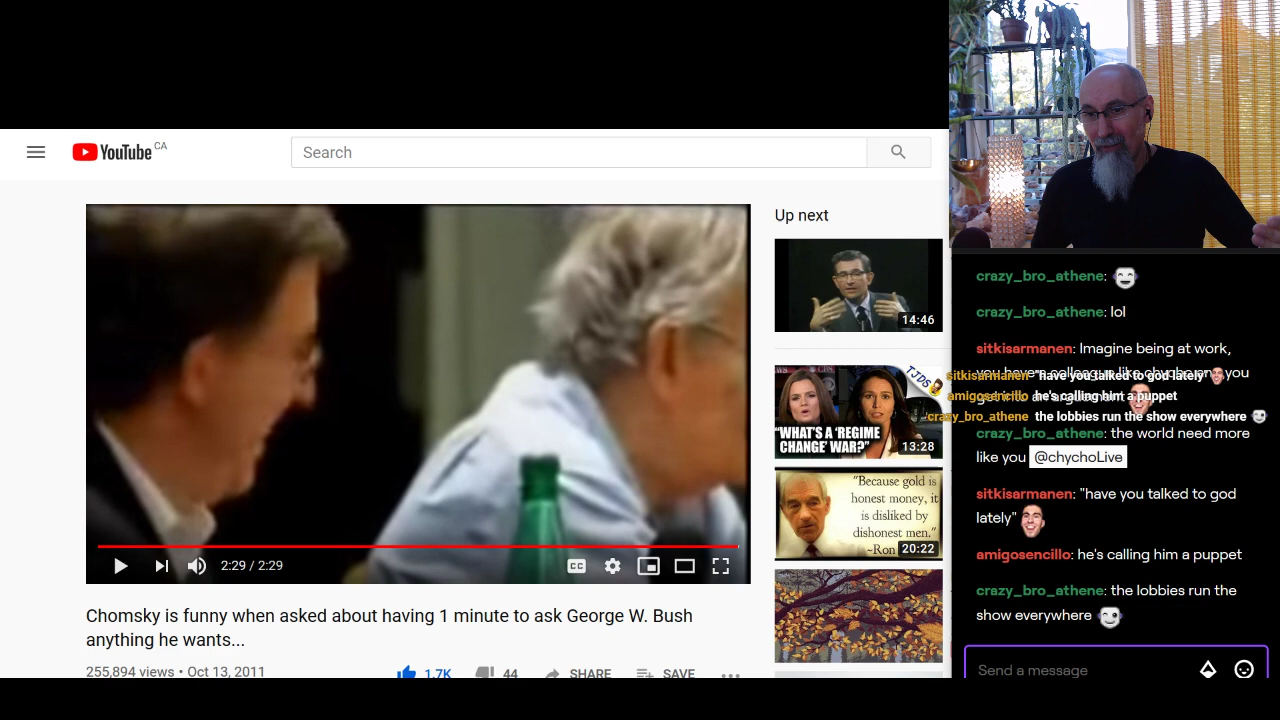 YouTube CA
Search
Up next
14:46
TJDS
"WHAT'S A 'REGIME
CHANGE' WAR?"
13:28
"Because gold is
honest money, it
is disliked by
dishonest men."
~Ron
20:22
CC
2:29 / 2:29
Chomsky is funny when asked about having 1 minute to ask George W. Bush
anything he wants...
255,894 views • Oct 13, 2011
1.7K
44
SHARE
SAVE
crazy_bro_athene:
crazy_bro_athene: lol
sitkisarmanen: Imagine being at work,
sitkisarmanen "have you talked to god lately"
amigosencillo he's calling him a puppet
crazy_bro_athene the lobbies run the show everywhere
crazy_bro_athene: the world need more
like you @chychoLive
sitkisarmanen: "have you talked to god
lately"
amigosencillo: he's calling him a puppet
crazy_bro_athene: the lobbies run the
show everywhere
Send a message